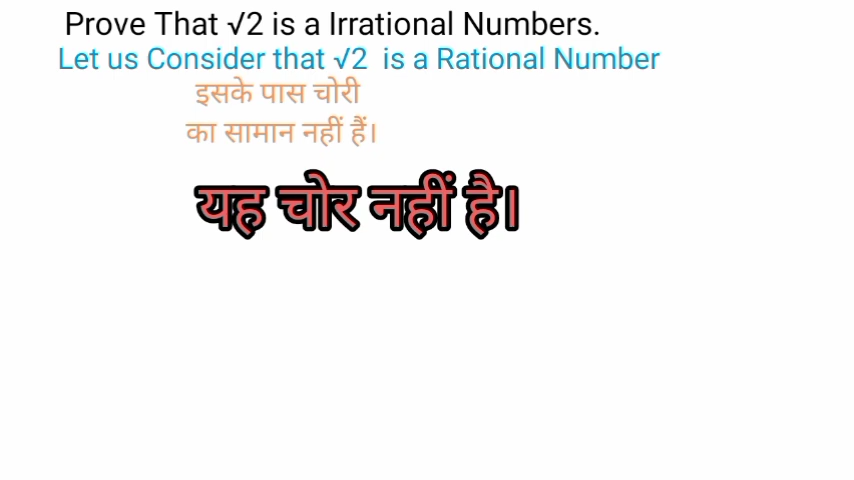 Prove That √2 is a Irrational Numbers.
Let us Consider that √2 is a Rational Number
इसके पास चोरी
का सामान नहीं हैं।
यह चोर नहीं है।